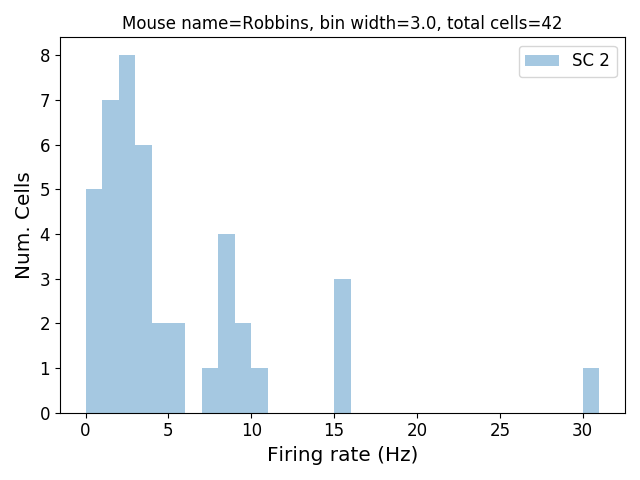 Mouse name=Robbins, bin width=3.0, total cells=42
SC 2
8
7
6
5
4
3
2
1
0
Num. Cells
0 5 10 15 20 25 30
Firing rate (Hz)